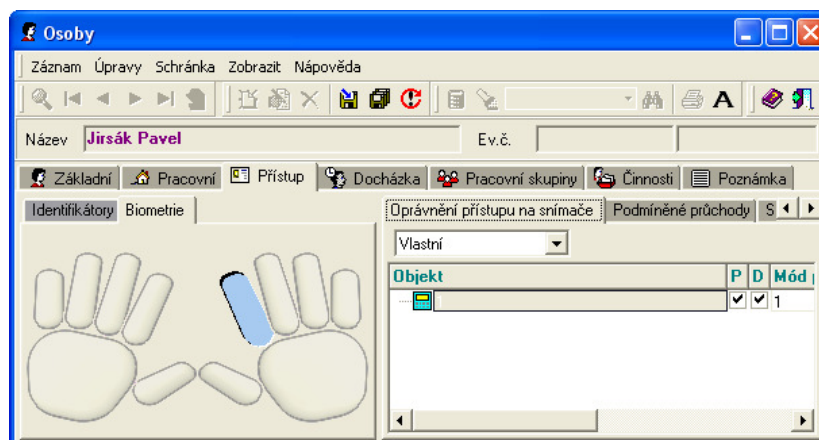 Osoby
Záznam Úpravy Schránka Zobrazit Nápověda
A
Název Jirsák Pavel Ev.č.
Základní Pracovní Přístup Docházka Pracovní skupiny Činnosti Poznámka
Identifikátory Biometrie Oprávnění přístupu na snímače Podmíněné průchody S
Vlastní
Objekt P D Mód
1